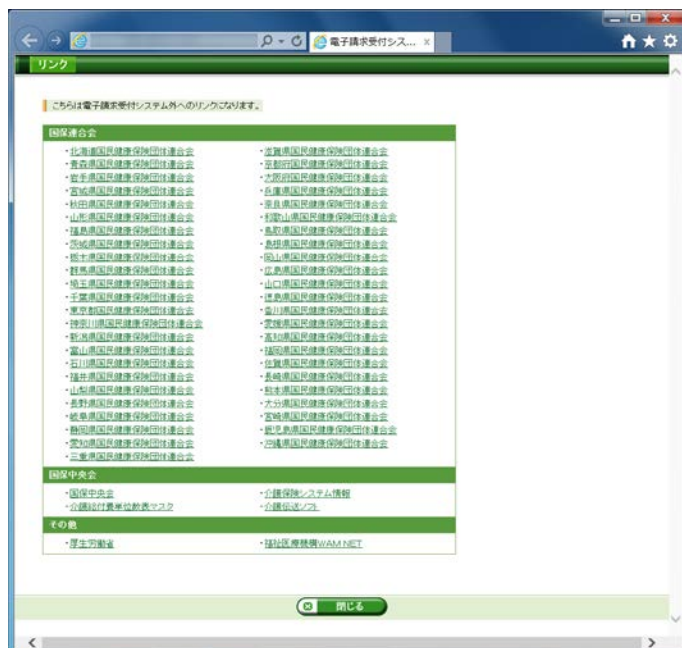 電子請求受付シス...
リンク
こちらは電子請求受付システム外へのリンクになります。
国保連合会
・北海道国民健康保険団体連合会
・青森県国民健康保険団体連合会
・岩手県国民健康保険団体連合会
・宮城県国民健康保険団体連合会
・秋田県国民健康保険団体連合会
・山形県国民健康保険団体連合会
・福島県国民健康保険団体連合会
・茨城県国民健康保険団体連合会
・栃木県国民健康保険団体連合会
・群馬県国民健康保険団体連合会
・埼玉県国民健康保険団体連合会
・千葉県国民健康保険団体連合会
・東京都国民健康保険団体連合会
・神奈川県国民健康保険団体連合会
・新潟県国民健康保険団体連合会
・富山県国民健康保険団体連合会
・石川県国民健康保険団体連合会
・福井県国民健康保険団体連合会
・山梨県国民健康保険団体連合会
・長野県国民健康保険団体連合会
・岐阜県国民健康保険団体連合会
・静岡県国民健康保険団体連合会
・愛知県国民健康保険団体連合会
・三重県国民健康保険団体連合会
・滋賀県国民健康保険団体連合会
・京都府国民健康保険団体連合会
・大阪府国民健康保険団体連合会
・兵庫県国民健康保険団体連合会
・奈良県国民健康保険団体連合会
・和歌山県国民健康保険団体連合会
・鳥取県国民健康保険団体連合会
・島根県国民健康保険団体連合会
・岡山県国民健康保険団体連合会
・広島県国民健康保険団体連合会
・山口県国民健康保険団体連合会
・徳島県国民健康保険団体連合会
・香川県国民健康保険団体連合会
・愛媛県国民健康保険団体連合会
・高知県国民健康保険団体連合会
・福岡県国民健康保険団体連合会
・佐賀県国民健康保険団体連合会
・長崎県国民健康保険団体連合会
・熊本県国民健康保険団体連合会
・大分県国民健康保険団体連合会
・宮崎県国民健康保険団体連合会
・鹿児島県国民健康保険団体連合会
・沖縄県国民健康保険団体連合会
国保中央会
・国保中央会
・介護給付費単位数表マスタ
・介護保険システム情報
・介護伝送ソフト
その他
・厚生労働省
・福祉医療機構WAM NET
閉じる